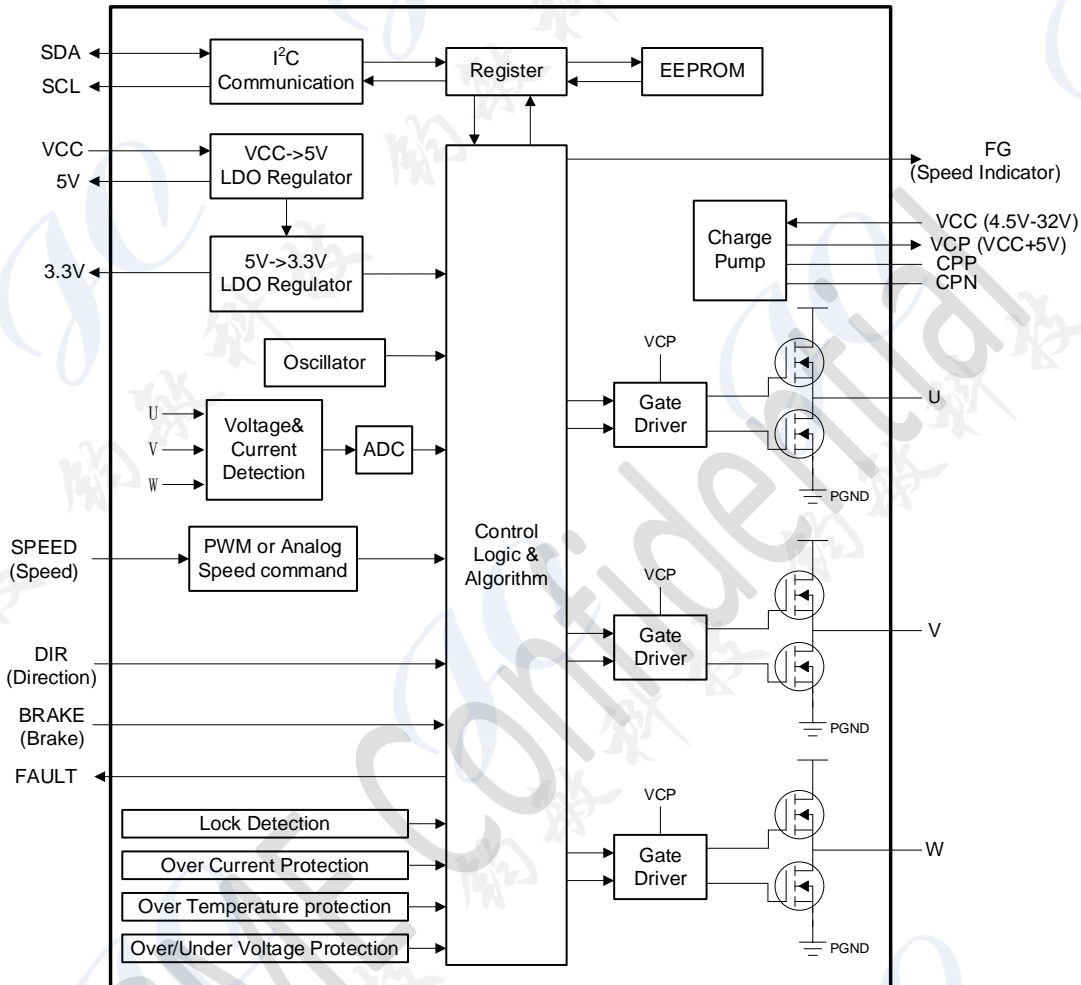 SDA
SCL
I²C
Communication
Register
EEPROM
VCC
5V
VCC->5V
LDO Regulator
3.3V
5V->3.3V
LDO Regulator
Oscillator
U
V
W
Voltage&
Current
Detection
ADC
SPEED
(Speed)
PWM or Analog
Speed command
DIR
(Direction)
BRAKE
(Brake)
FAULT
Lock Detection
Over Current Protection
Over Temperature protection
Over/Under Voltage Protection
Control
Logic &
Algorithm
FG
(Speed Indicator)
Charge
Pump
VCC (4.5V-32V)
VCP (VCC+5V)
CPP
CPN
VCP
Gate
Driver
U
PGND
VCP
Gate
Driver
V
PGND
VCP
Gate
Driver
W
PGND
Confidential